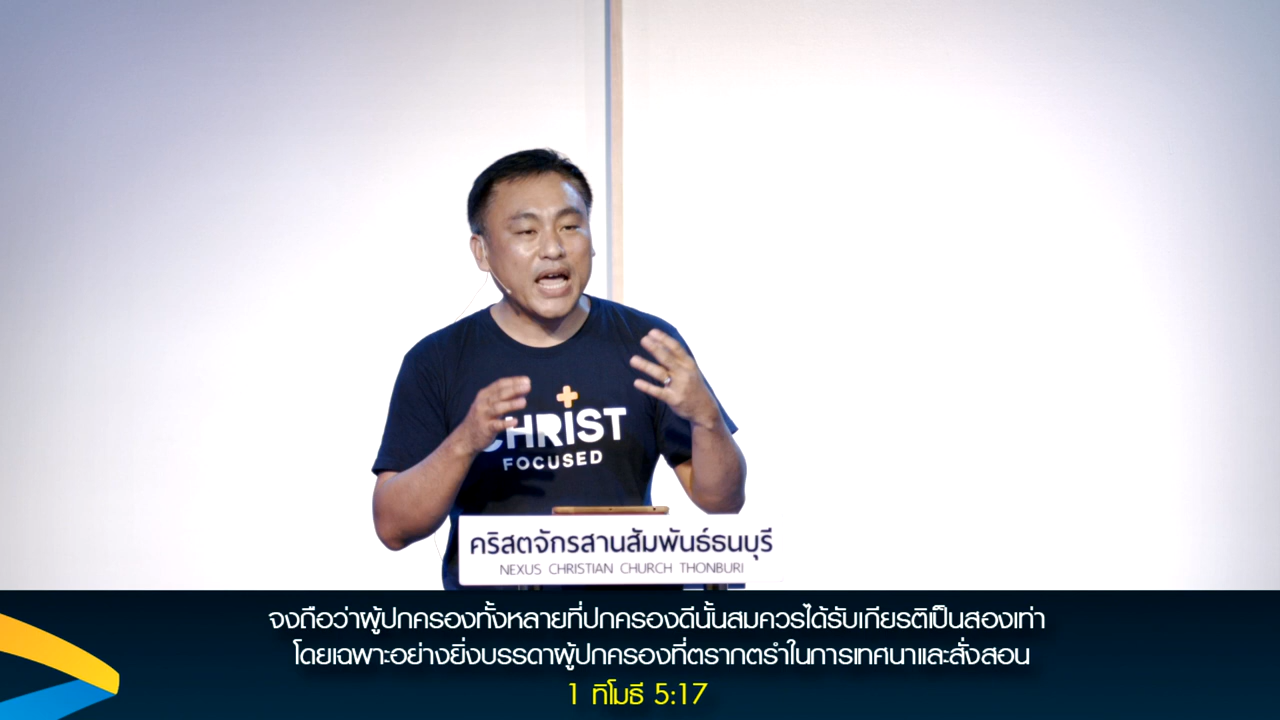 CHRIST
FOCUSED
คริสตจักรสานสัมพันธ์ธนบุรี
NEXUS CHRISTIAN CHURCH THONBURI
จงถือว่าผู้ปกครองทั้งหลายที่ปกครองดีนั้นสมควรได้รับเกียรติเป็นสองเท่า
โดยเฉพาะอย่างยิ่งบรรดาผู้ปกครองที่ตรากตรำในการเทศนาและสั่งสอน
1 ทิโมธี 5:17